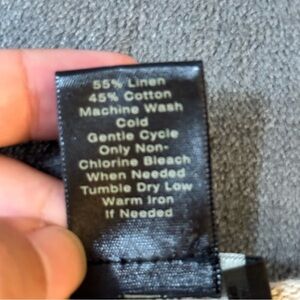 55% Linen
45% Cotton
Machine Wash
Cold
Gentle Cycle
Only Non-
Chlorine Bleach
When Needed
Tumble Dry Low
Warm Iron
If Needed